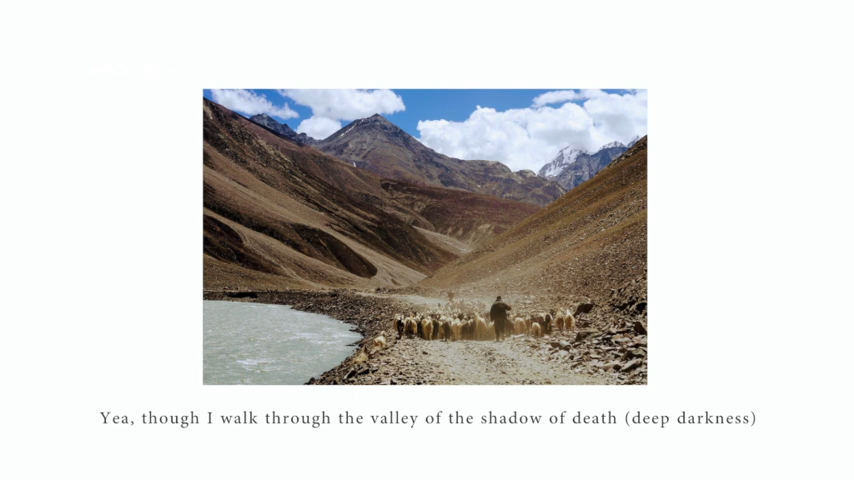 Yea, though I walk through the valley of the shadow of death (deep darkness)